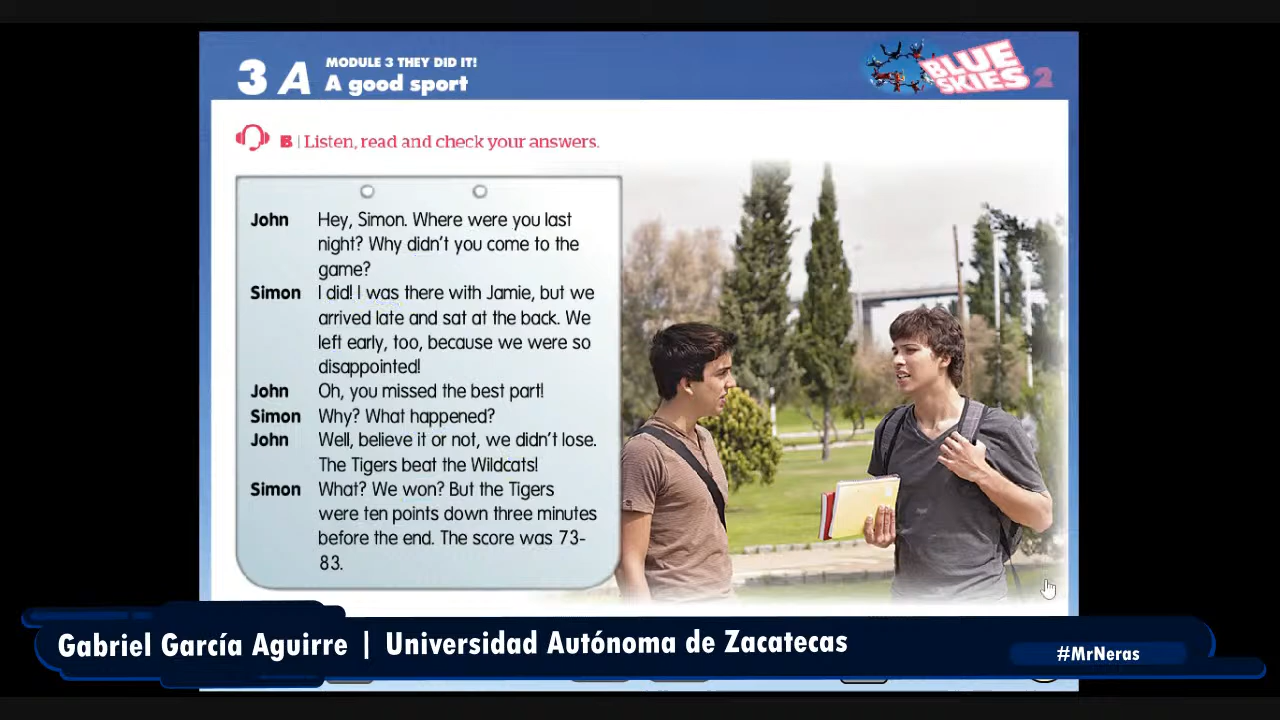 3 A
MODULE 3 THEY DID IT!
A good sport
BLUE
SKIES 2
B | Listen, read and check your answers.
John Hey, Simon. Where were you last
night? Why didn't you come to the
game?
Simon I did! I was there with Jamie, but we
arrived late and sat at the back. We
left early, too, because we were so
disappointed!
John Oh, you missed the best part!
Simon Why? What happened?
John Well, believe it or not, we didn't lose.
The Tigers beat the Wildcats!
Simon What? We won? But the Tigers
were ten points down three minutes
before the end. The score was 73-
83.
Gabriel García Aguirre | Universidad Autónoma de Zacatecas
#MrNeras